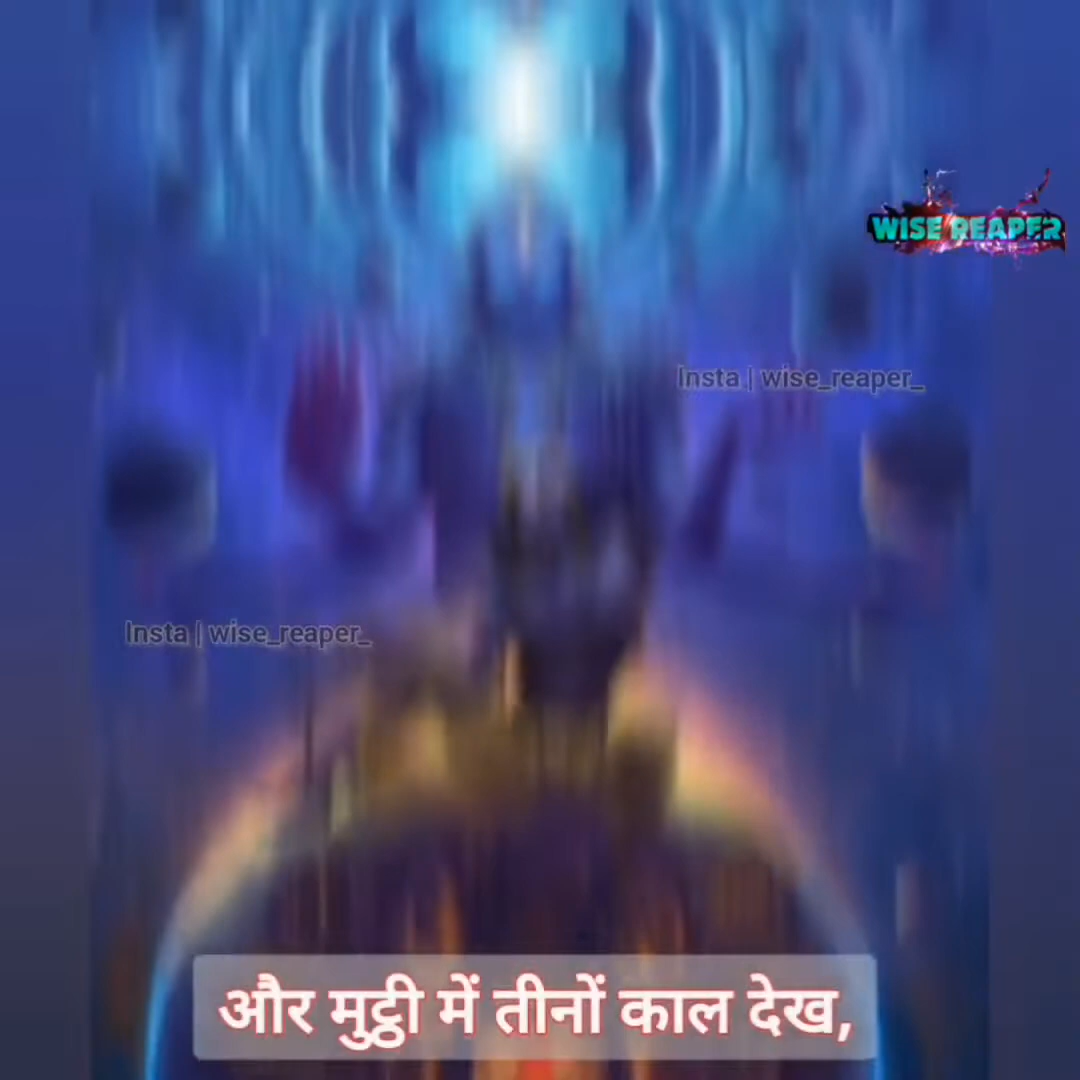 WISE REAPER
Insta | wise_reaper_
Insta | wise_reaper_
और मुट्ठी में तीनों काल देख,